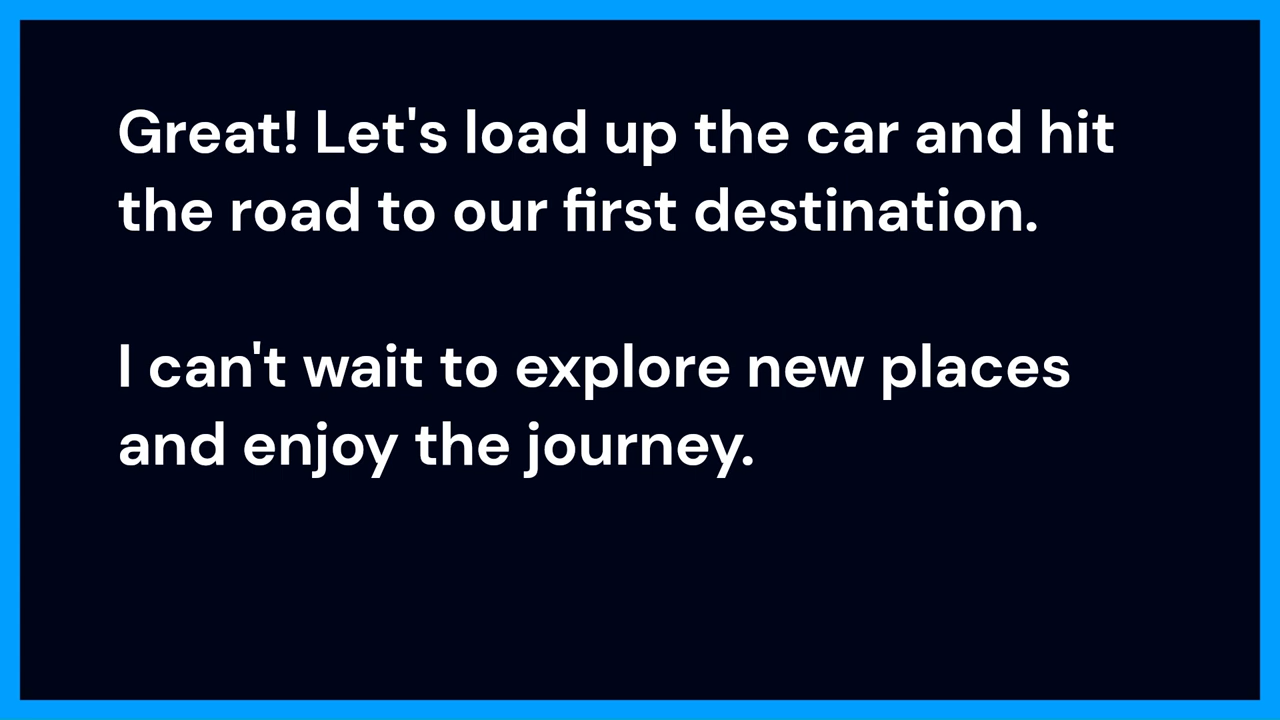 Great! Let's load up the car and hit
the road to our first destination.
I can't wait to explore new places
and enjoy the journey.